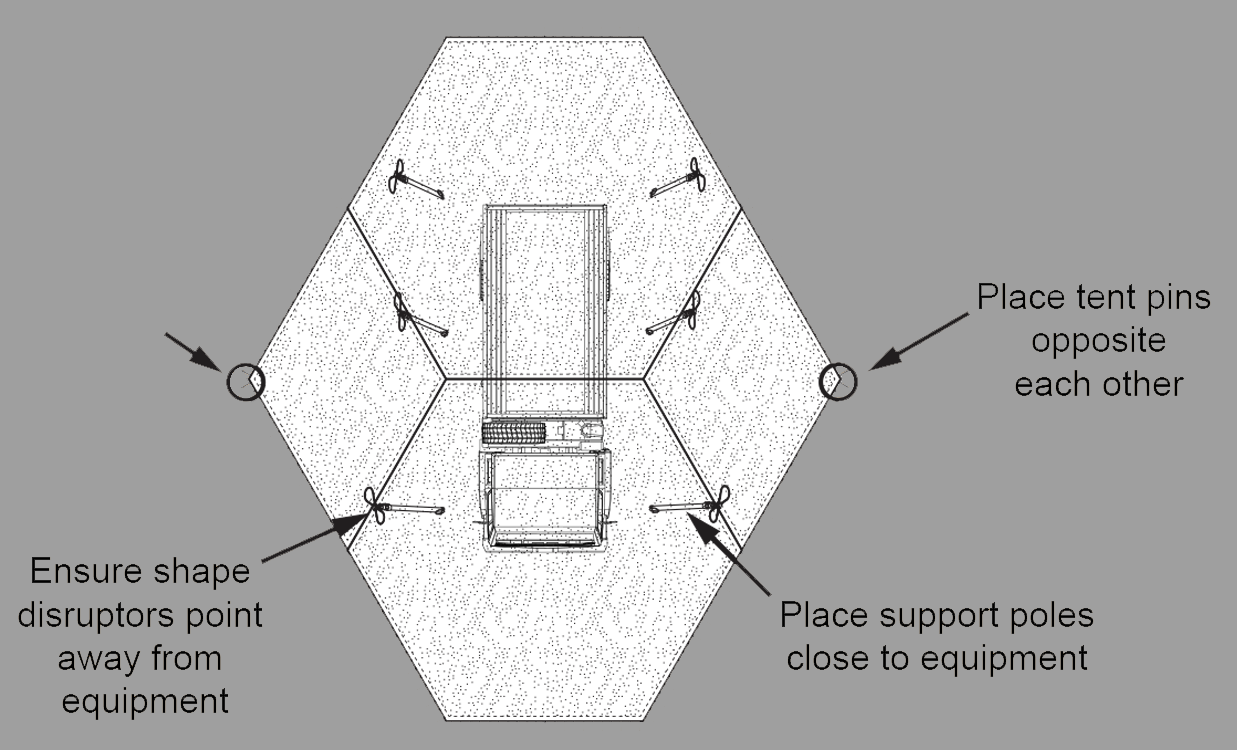 Place tent pins
opposite
each other
Ensure shape
disruptors point
away from
equipment
Place support poles
close to equipment